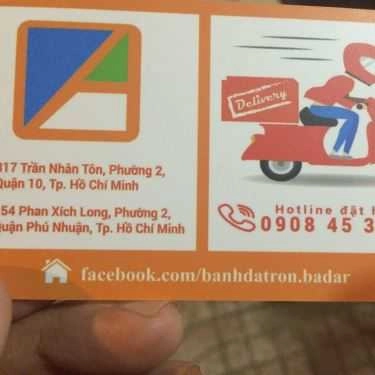 317 Trần Nhân Tôn, Phường 2,
Quận 10, Tp. Hồ Chí Minh
54 Phan Xích Long, Phường 2,
Quận Phú Nhuận, Tp. Hồ Chí Minh
Delivery
Hotline đặt
0908 45 3
facebook.com/banhdatron.badar